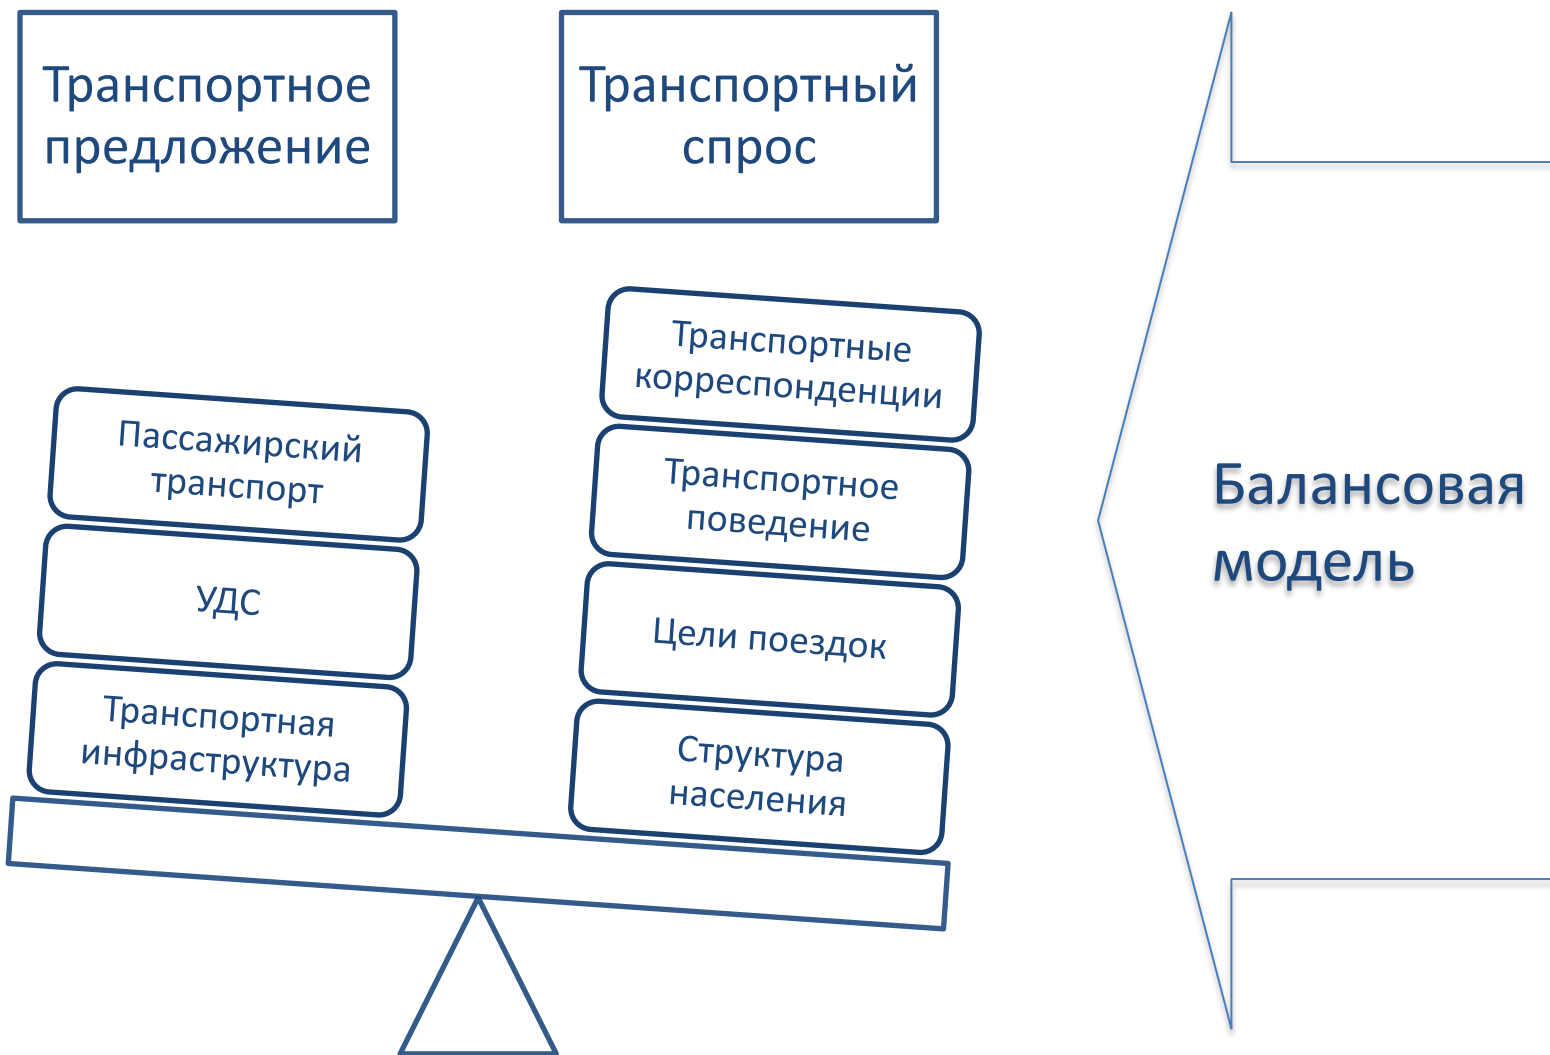 Транспортное
предложение
Транспортный
спрос
Пассажирский
транспорт
УДС
Транспортная
инфраструктура
Транспортные
корреспонденции
Транспортное
поведение
Цели поездок
Структура
населения
Балансовая
модель